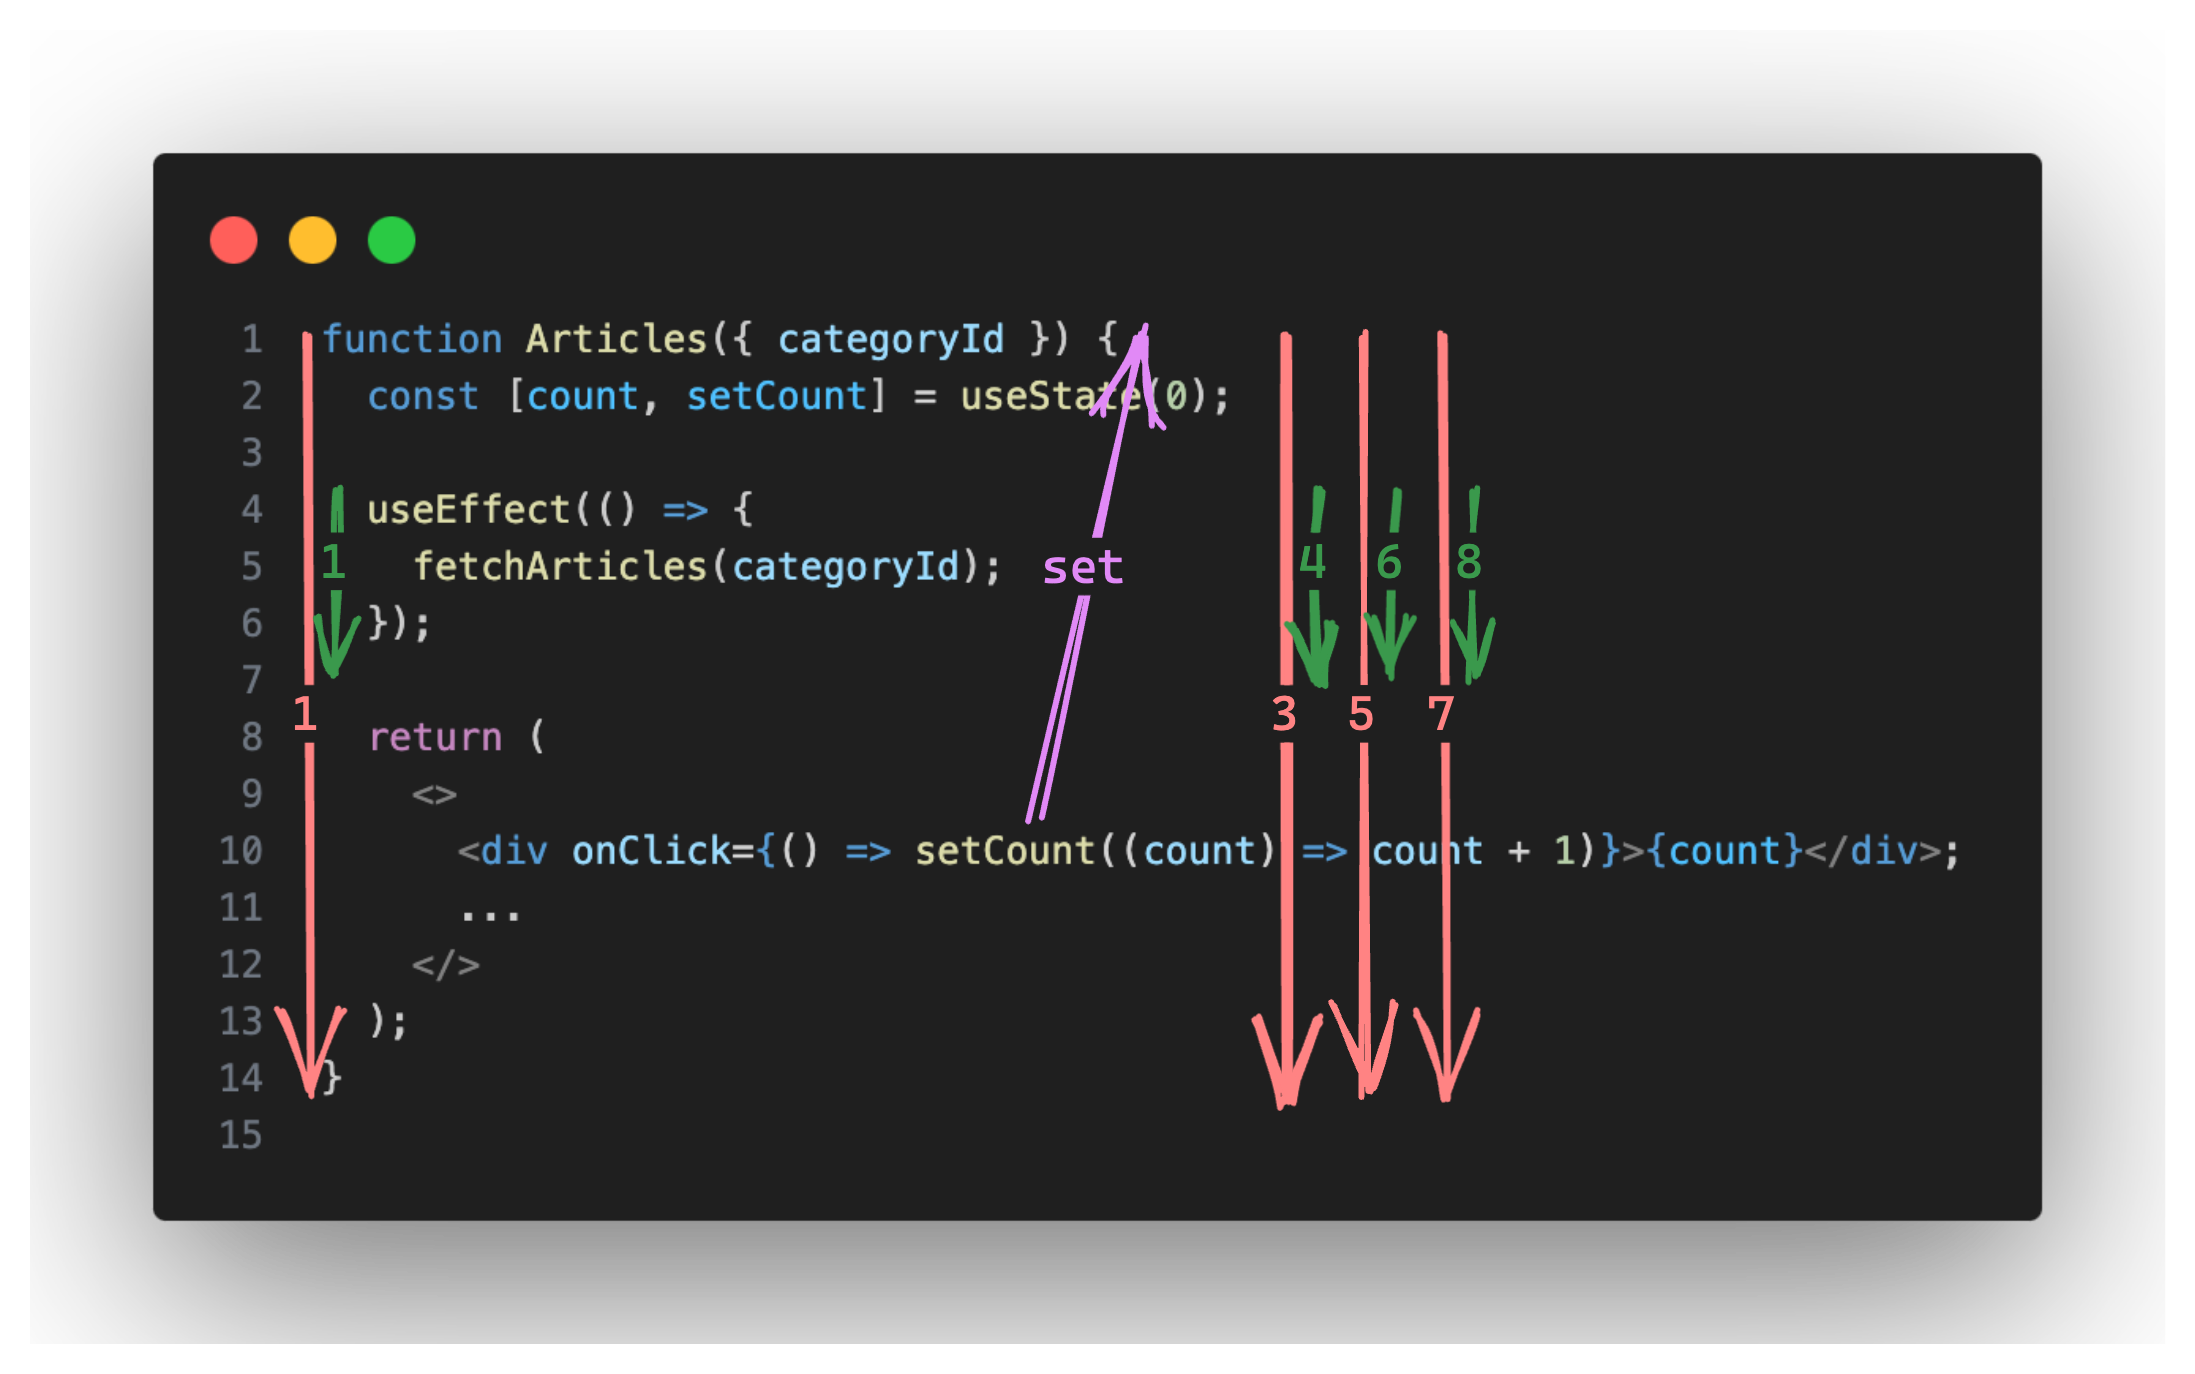 1 function Articles({ categoryId }) {
2 const [count, setCount] = useState(0);
3
4 useEffect(() => {
5 1 fetchArticles(categoryId); set 4 6 8
6 });
7
1 3 5 7
8 return (
9 <>
10 <div onClick={() => setCount((count) => count + 1)}>{count}</div>;
11 ...
12 </>
13 );
14 }
15